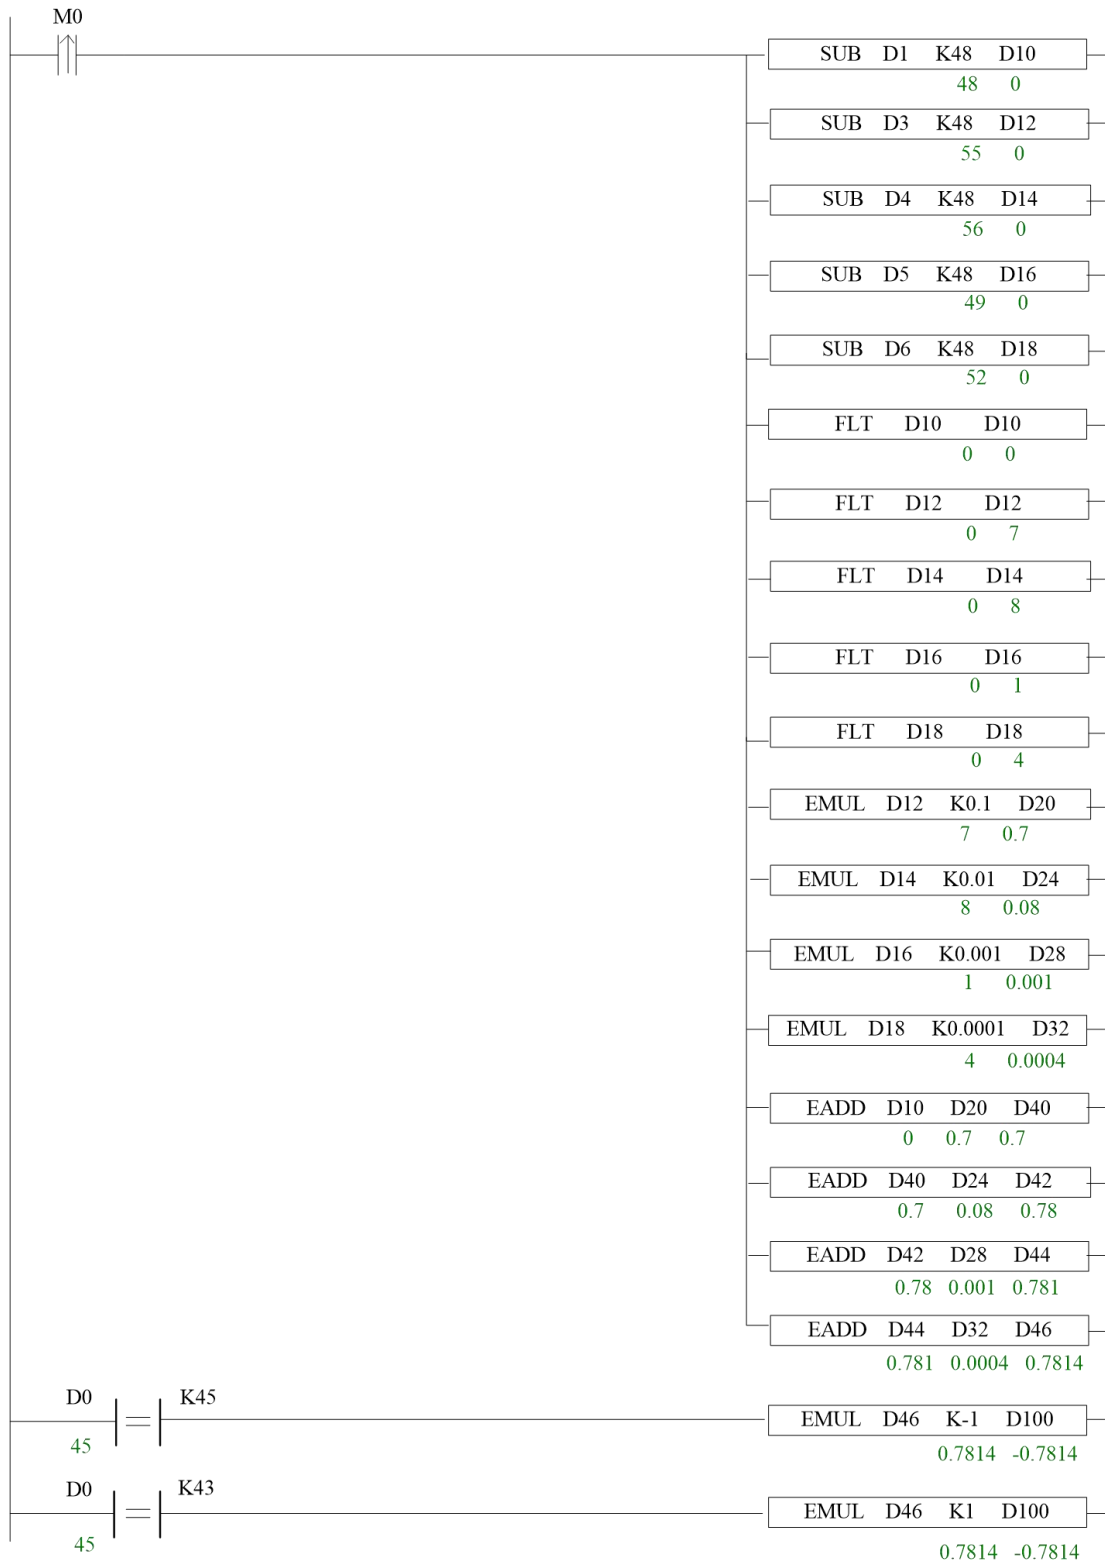 M0
SUB D1 K48 D10
48 0
SUB D3 K48 D12
55 0
SUB D4 K48 D14
56 0
SUB D5 K48 D16
49 0
SUB D6 K48 D18
52 0
FLT D10 D10
0 0
FLT D12 D12
0 7
FLT D14 D14
0 8
FLT D16 D16
0 1
FLT D18 D18
0 4
EMUL D12 K0.1 D20
7 0.7
EMUL D14 K0.01 D24
8 0.08
EMUL D16 K0.001 D28
1 0.001
EMUL D18 K0.0001 D32
4 0.0004
EADD D10 D20 D40
0 0.7 0.7
EADD D40 D24 D42
0.7 0.08 0.78
EADD D42 D28 D44
0.78 0.001 0.781
EADD D44 D32 D46
0.781 0.0004 0.7814
D0 K45
EMUL D46 K-1 D100
45
0.7814 -0.7814
D0 K43
EMUL D46 K1 D100
45
0.7814 -0.7814